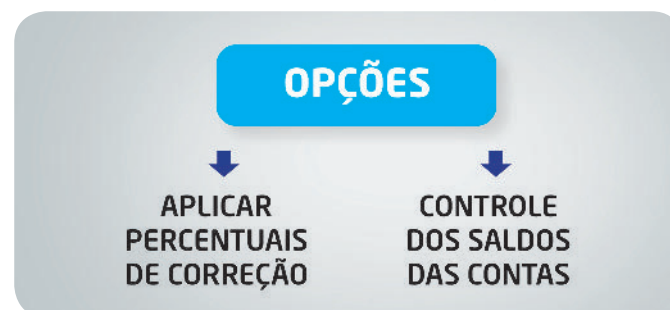 OPÇÕES
APLICAR
PERCENTUAIS
DE CORREÇÃO
CONTROLE
DOS SALDOS
DAS CONTAS